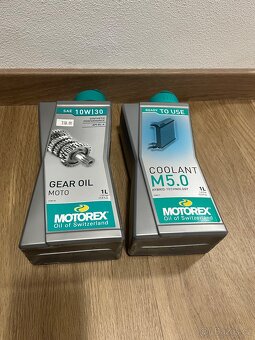 SAE 10W/30
GEAR OIL
MOTO
1L
MOTOREX
Oil of Switzerland
READY TO USE
COOLANT
M5.0
HYBRID TECHNOLOGY
1L
MOTOREX
Oil of Switzerland